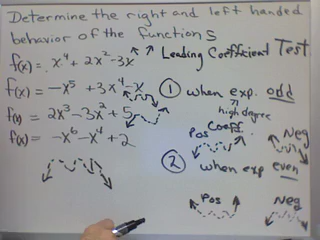 Determine the right and left handed
behavior of the functions
f(x) = x⁴ + 2x² - 3x
Leading Coefficient Test
f(x) = -x⁵ + 3x⁴ - x
① when exp. odd
high degree
f(x) = 2x³ - 3x² + 5
Coeff.
Pos
Neg
f(x) = -x⁶ - x⁴ + 2
② when exp even
Pos
Neg